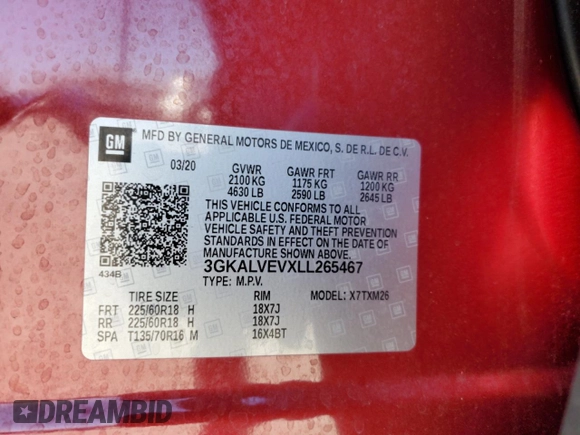 GM MFD BY GENERAL MOTORS DE MEXICO, S. DE R.L. DE C.V.
03/20 GVWR GAWR FRT GAWR RR
2100 KG 1175 KG 1200 KG
4630 LB 2590 LB 2645 LB
THIS VEHICLE CONFORMS TO ALL
APPLICABLE U.S. FEDERAL MOTOR
VEHICLE SAFETY AND THEFT PREVENTION
STANDARDS IN EFFECT ON THE DATE OF
MANUFACTURE SHOWN ABOVE.
434B 3GKALVEVXLL265467
TYPE: M.P.V.
TIRE SIZE RIM MODEL: X7TXM26
FRT 225/60R18 H 18X7J
RR 225/60R18 H 18X7J
SPA T135/70R16 M 16X4BT
DREAMBID